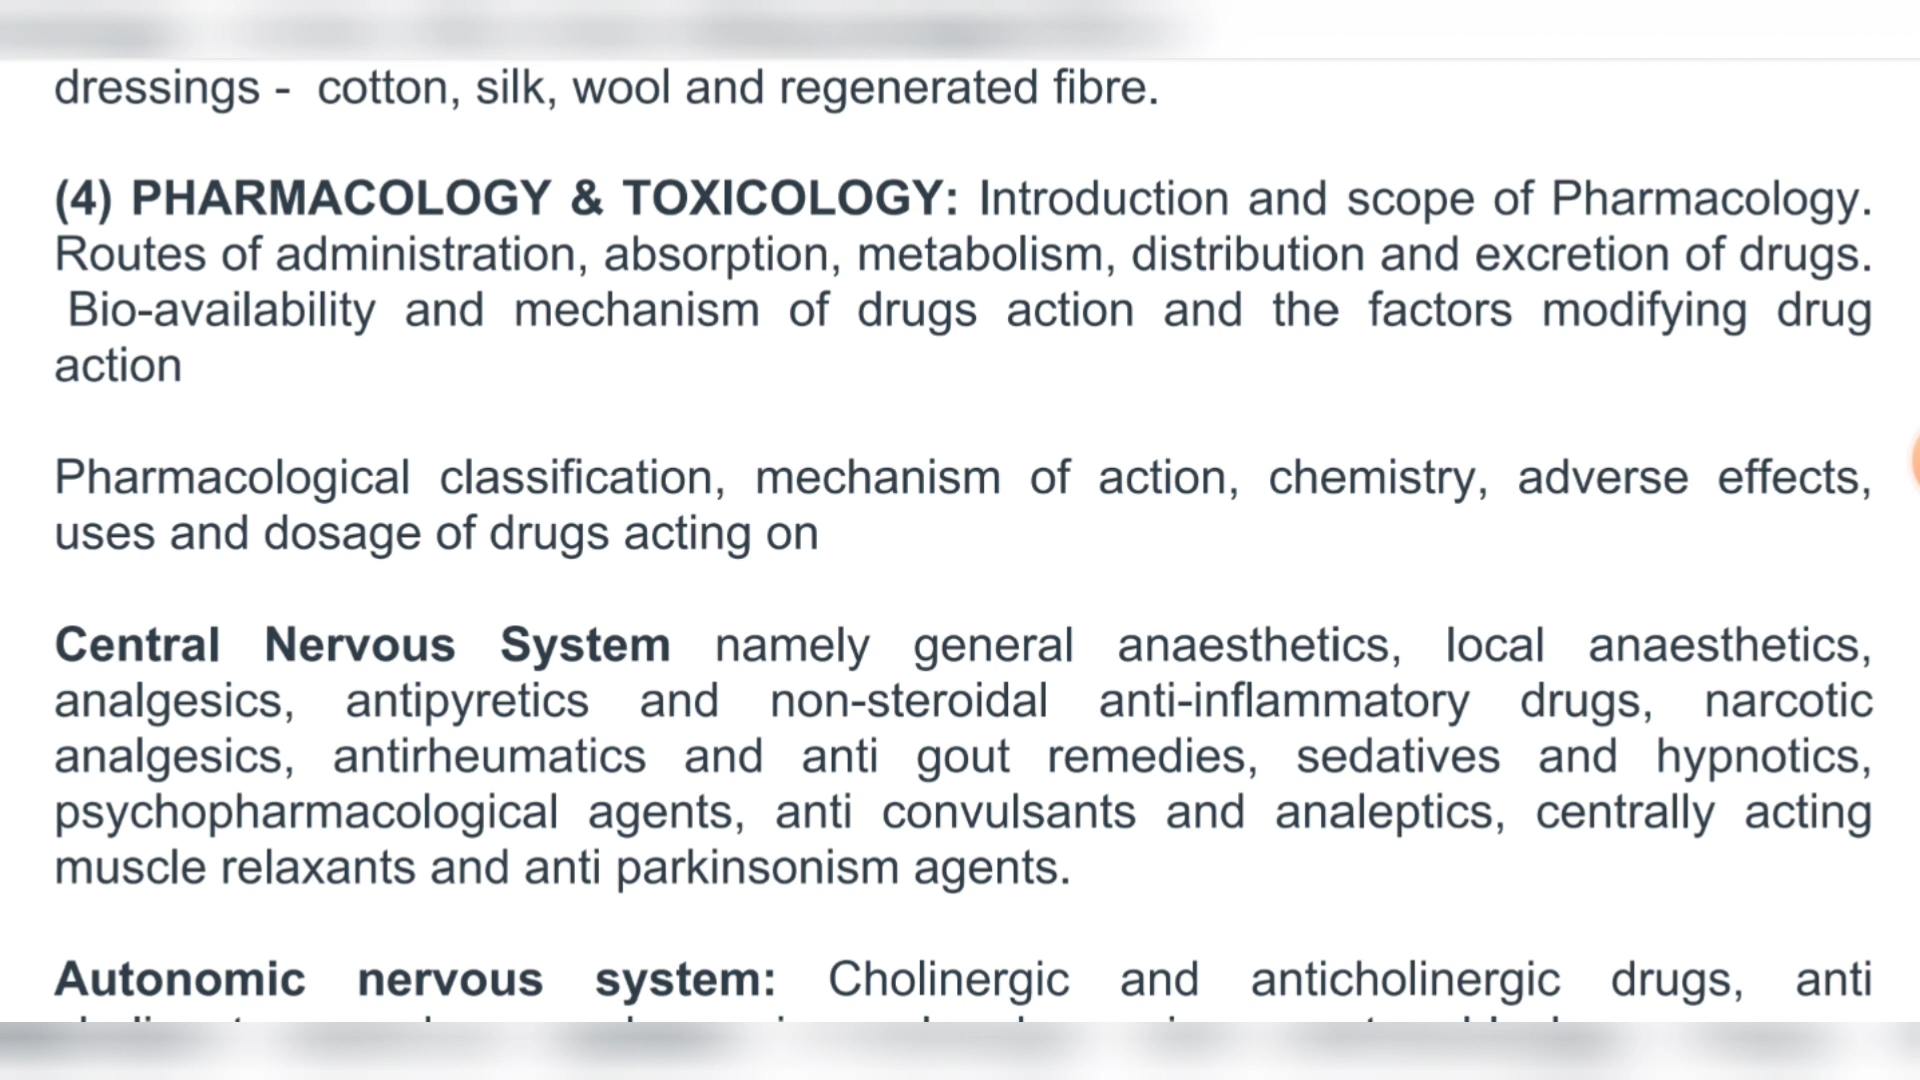 dressings - cotton, silk, wool and regenerated fibre.
(4) PHARMACOLOGY & TOXICOLOGY: Introduction and scope of Pharmacology.
Routes of administration, absorption, metabolism, distribution and excretion of drugs.
Bio-availability and mechanism of drugs action and the factors modifying drug
action
Pharmacological classification, mechanism of action, chemistry, adverse effects,
uses and dosage of drugs acting on
Central Nervous System namely general anaesthetics, local anaesthetics,
analgesics, antipyretics and non-steroidal anti-inflammatory drugs, narcotic
analgesics, antirheumatics and anti gout remedies, sedatives and hypnotics,
psychopharmacological agents, anti convulsants and analeptics, centrally acting
muscle relaxants and anti parkinsonism agents.
Autonomic nervous system: Cholinergic and anticholinergic drugs, anti